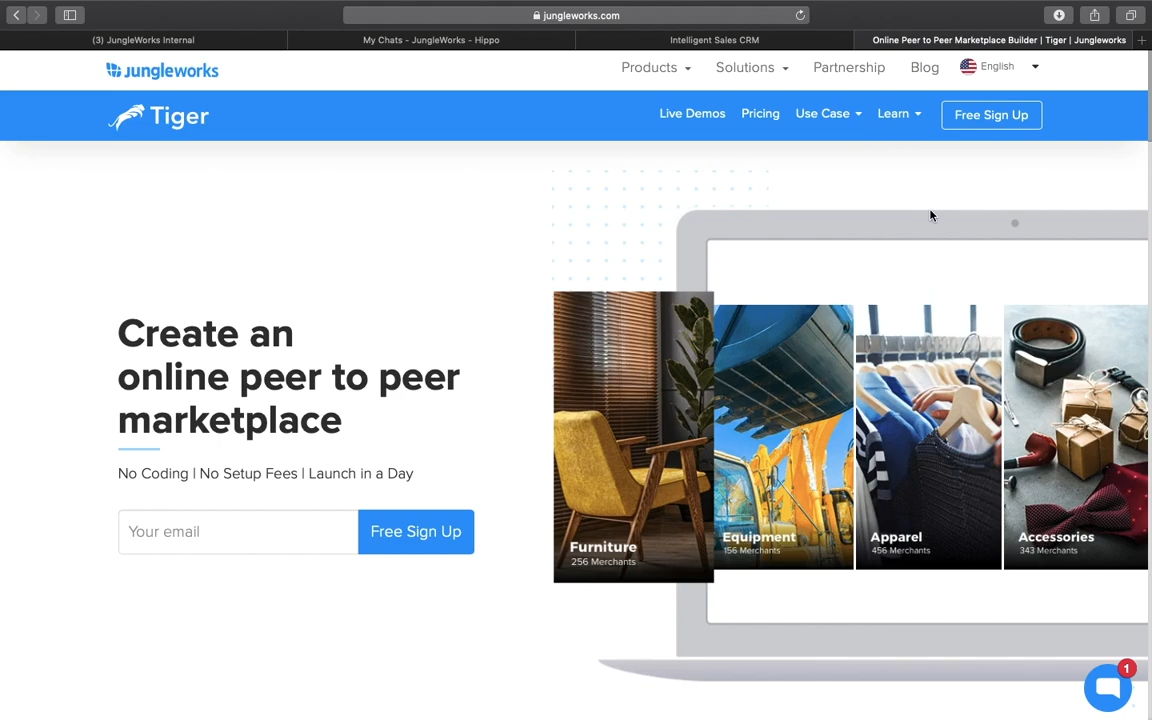 jungleworks.com
(3) JungleWorks Internal
My Chats - JungleWorks - Hippo
Intelligent Sales CRM
Online Peer to Peer Marketplace Builder | Tiger | Jungleworks
jungleworks
Products
Solutions
Partnership
Blog
English
Tiger
Live Demos
Pricing
Use Case
Learn
Free Sign Up
Create an
online peer to peer
marketplace
No Coding | No Setup Fees | Launch in a Day
Your email
Free Sign Up
Furniture
256 Merchants
Equipment
156 Merchants
Apparel
456 Merchants
Accessories
343 Merchants
1